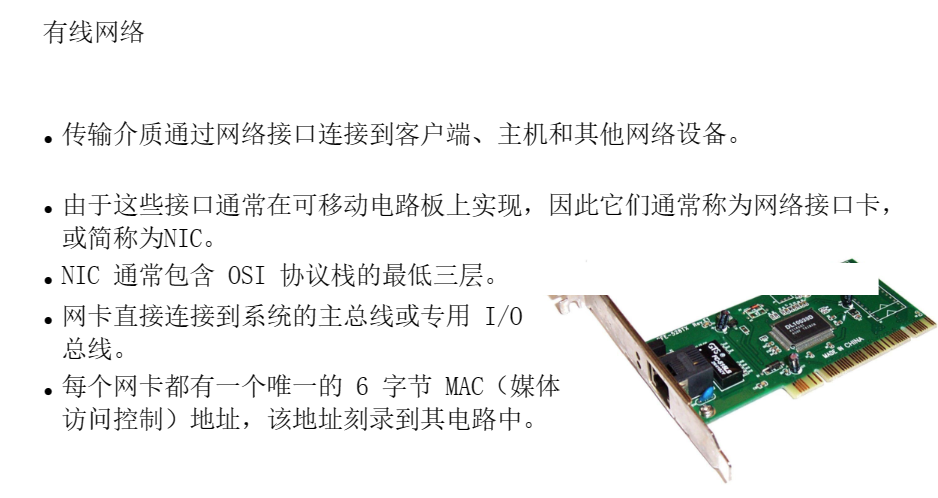 有线网络
•传输介质通过网络接口连接到客户端、主机和其他网络设备。
•由于这些接口通常在可移动电路板上实现，因此它们通常称为网络接口卡，
或简称为NIC。
•NIC 通常包含 OSI 协议栈的最低三层。
•网卡直接连接到系统的主总线或专用 I/O
总线。
•每个网卡都有一个唯一的 6 字节 MAC（媒体
访问控制）地址，该地址刻录到其电路中。
MADE IN CHINA